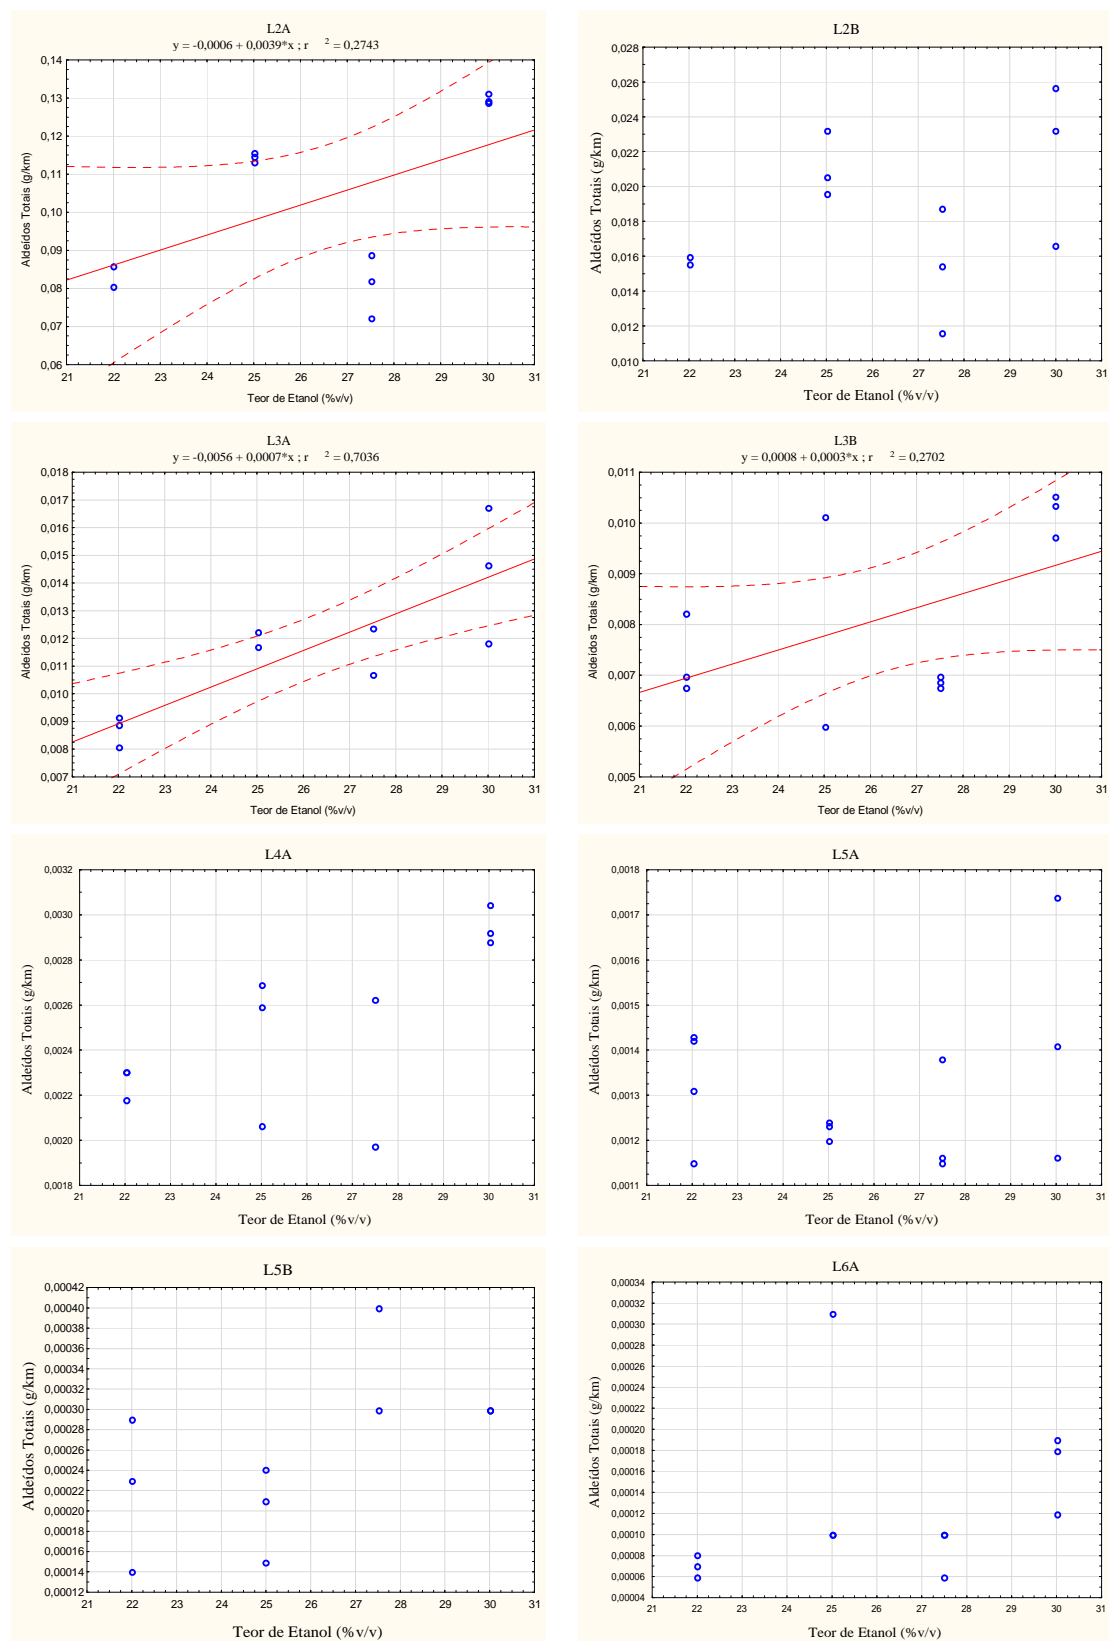 L2A
y = -0,0006 + 0,0039*x ; r 2 = 0,2743
0,14
0,13
0,12
0,11
0,10
0,09
0,08
0,07
0,06
Aldeídos Totais (g/km)
21 22 23 24 25 26 27 28 29 30 31
Teor de Etanol (%v/v)
L2B
0,028
0,026
0,024
0,022
0,020
0,018
0,016
0,014
0,012
0,010
Aldeídos Totais (g/km)
21 22 23 24 25 26 27 28 29 30 31
Teor de Etanol (%v/v)
L3A
y = -0,0056 + 0,0007*x ; r 2 = 0,7036
0,018
0,017
0,016
0,015
0,014
0,013
0,012
0,011
0,010
0,009
0,008
0,007
Aldeídos Totais (g/km)
21 22 23 24 25 26 27 28 29 30 31
Teor de Etanol (%v/v)
L3B
y = 0,0008 + 0,0003*x ; r 2 = 0,2702
0,011
0,010
0,009
0,008
0,007
0,006
0,005
Aldeídos Totais (g/km)
21 22 23 24 25 26 27 28 29 30 31
Teor de Etanol (%v/v)
L4A
0,0032
0,0030
0,0028
0,0026
0,0024
0,0022
0,0020
0,0018
Aldeídos Totais (g/km)
21 22 23 24 25 26 27 28 29 30 31
Teor de Etanol (%v/v)
L5A
0,0018
0,0017
0,0016
0,0015
0,0014
0,0013
0,0012
0,0011
Aldeídos Totais (g/km)
21 22 23 24 25 26 27 28 29 30 31
Teor de Etanol (%v/v)
L5B
0,00042
0,00040
0,00038
0,00036
0,00034
0,00032
0,00030
0,00028
0,00026
0,00024
0,00022
0,00020
0,00018
0,00016
0,00014
0,00012
Aldeídos Totais (g/km)
21 22 23 24 25 26 27 28 29 30 31
Teor de Etanol (%v/v)
L6A
0,00034
0,00032
0,00030
0,00028
0,00026
0,00024
0,00022
0,00020
0,00018
0,00016
0,00014
0,00012
0,00010
0,00008
0,00006
0,00004
Aldeídos Totais (g/km)
21 22 23 24 25 26 27 28 29 30 31
Teor de Etanol (%v/v)